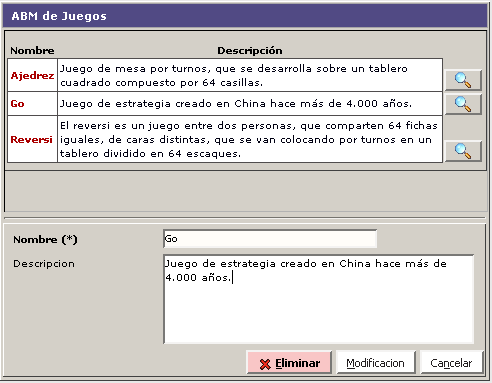 ABM de Juegos
Nombre Descripción
Ajedrez Juego de mesa por turnos, que se desarrolla sobre un tablero
cuadrado compuesto por 64 casillas.
Go Juego de estrategia creado en China hace más de 4.000 años.
Reversi El reversi es un juego entre dos personas, que comparten 64 fichas
iguales, de caras distintas, que se van colocando por turnos en un
tablero dividido en 64 escaques.
Nombre (*) Go
Descripcion Juego de estrategia creado en China hace más de
4.000 años.
Eliminar Modificacion Cancelar